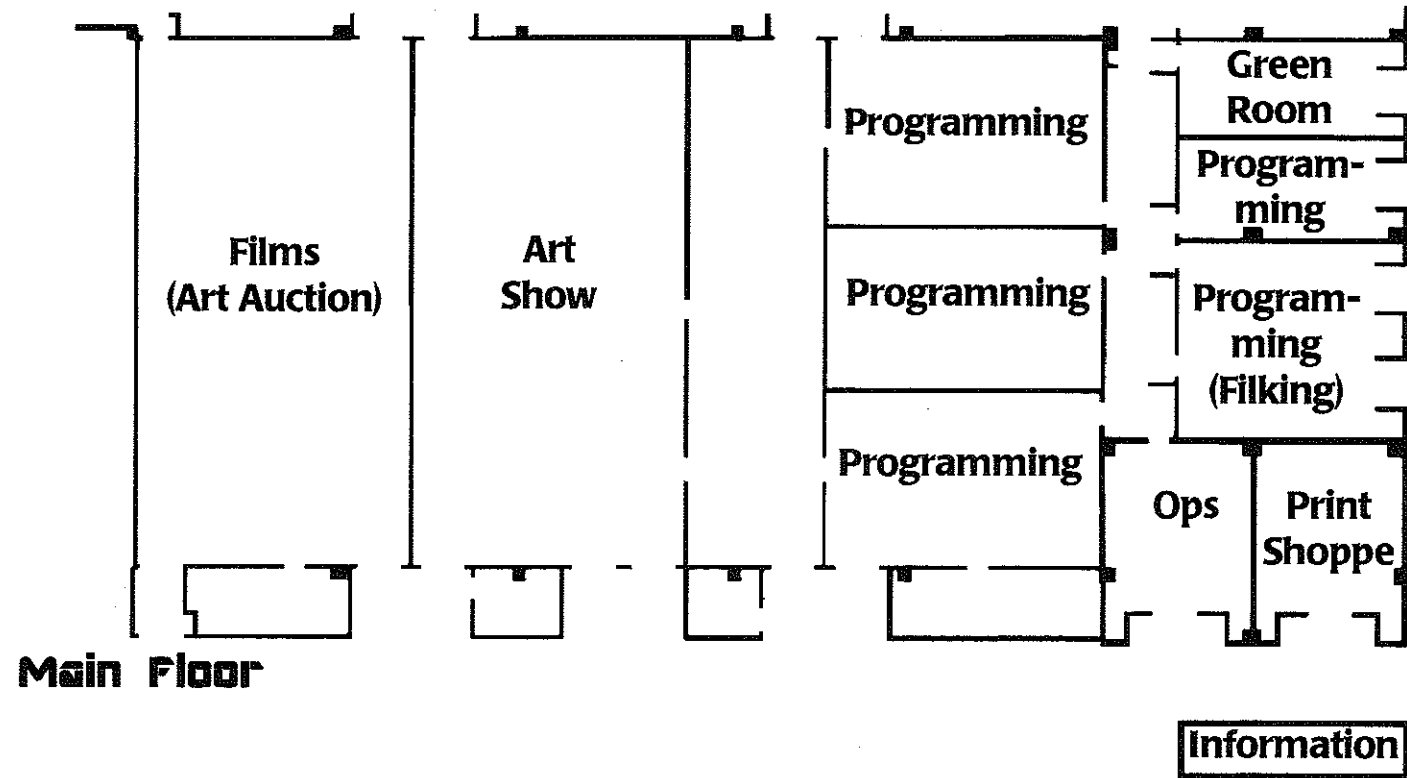 Green
Room
Programming
Program-
ming
Films
(Art Auction)
Art
Show
Programming
Program-
ming
(Filking)
Programming
Ops
Print
Shoppe
Main Floor
Information